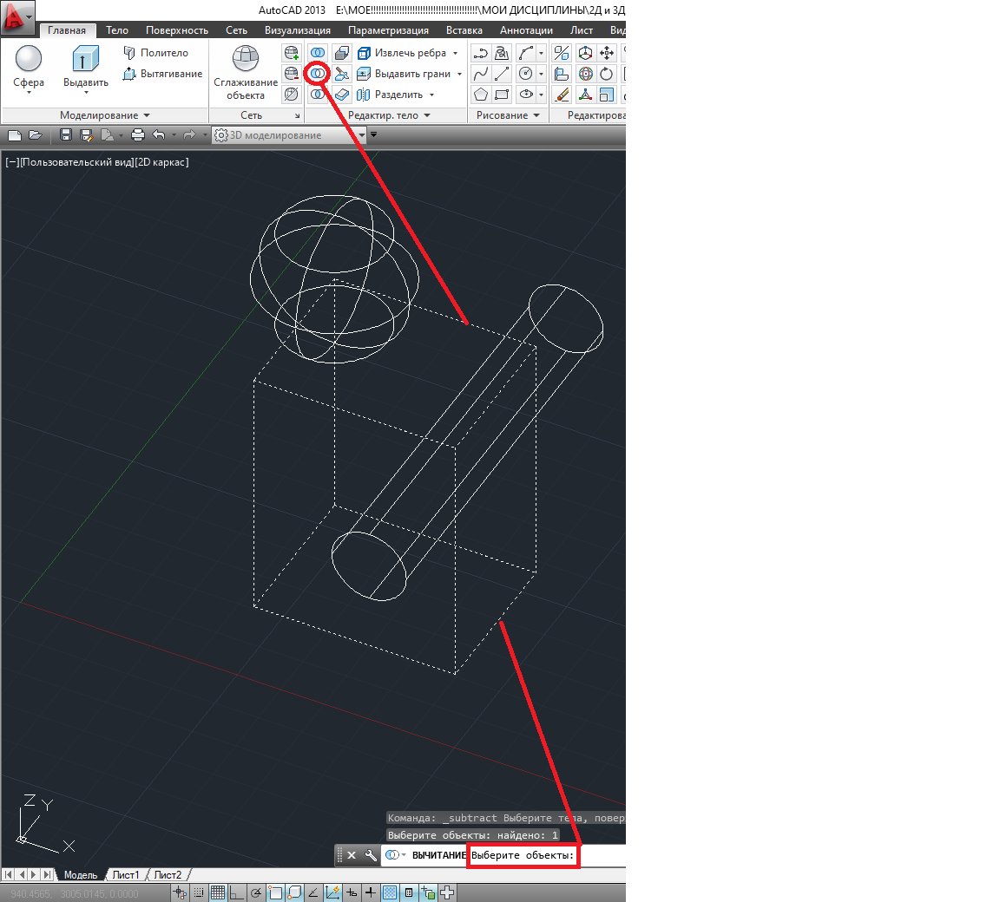 AutoCAD 2013 E:\МОЕ!!!!!!!!!!!!!!!!!!!!!!!!!!!!!!!!!!!!!!!!!\МОИ ДИСЦИПЛИНЫ\2Д и 3Д
Главная Тело Поверхность Сеть Визуализация Параметризация Вставка Аннотации Лист Вид
Политело Извлечь ребра
Сфера Выдавить Вытягивание Сглаживание объекта Выдавить грани
Разделить
Моделирование Сеть Редактир. тело Рисование Редактирова
3D моделирование
[−][Пользовательский вид][2D каркас]
Z Y
X
Команда: _subtract Выберите тела, повер
Выберите объекты: найдено: 1
ВЫЧИТАНИЕ Выберите объекты:
Модель Лист1 Лист2
940.4565, 3005.0145, 0.0000